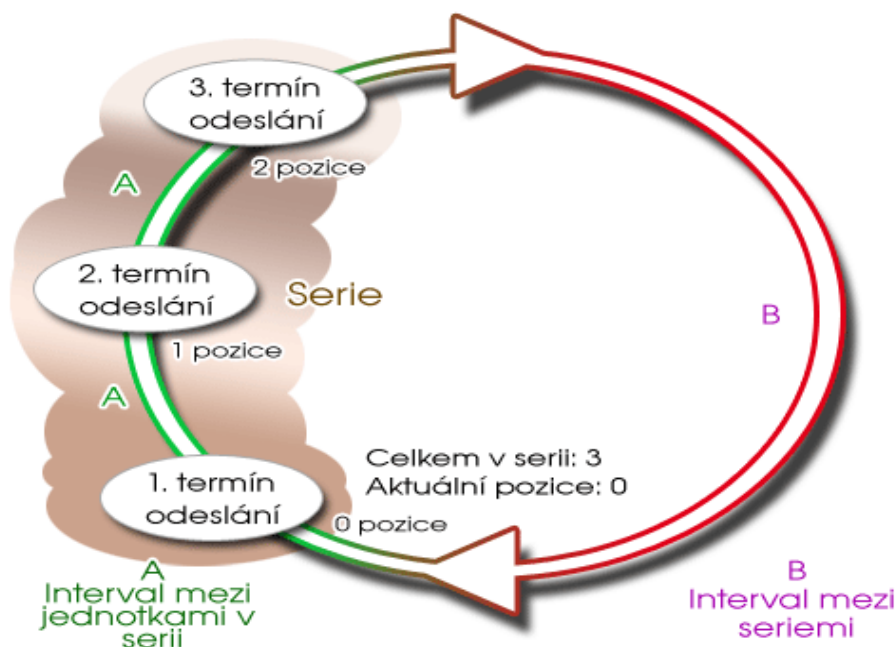 3. termín
odeslání
2 pozice
A
2. termín
odeslání
Serie
B
1 pozice
A
Celkem v serii: 3
Aktuální pozice: 0
1. termín
odeslání
0 pozice
A
Interval mezi
jednotkami v
serii
B
Interval mezi
seriemi